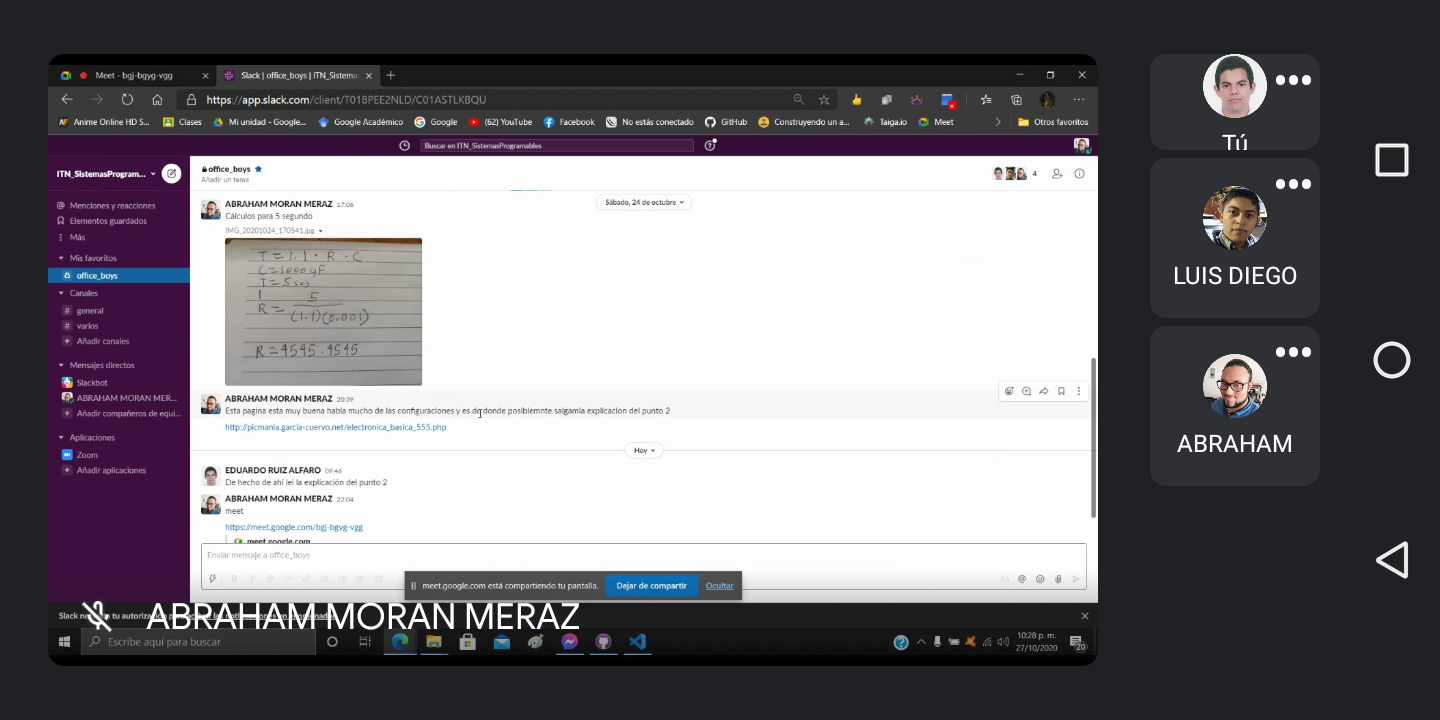 Meet - bgj-bgyg-vgg
Slack | office_boys | ITN_Sistema
https://app.slack.com/client/T018PEE2NLD/C01ASTLKBQU
Anime Online HD S...
Clases
Mi unidad - Google...
Google Académico
Google
(62) YouTube
Facebook
No estás conectado
GitHub
Construyendo un a...
Taiga.io
Meet
Otros favoritos
Buscar en ITN_SistemasProgramables
ITN_SistemasProgram...
Menciones y reacciones
Elementos guardados
Más
Mis favoritos
office_boys
Canales
# general
# varios
+ Añadir canales
Mensajes directos
Slackbot
ABRAHAM MORAN MER...
+ Añadir compañeros de equi...
Aplicaciones
Zoom
+ Añadir aplicaciones
office_boys
Añadir un tema
4
Sábado, 24 de octubre
ABRAHAM MORAN MERAZ 17:06
Cálculos para 5 segundo
IMG_20201024_170541.jpg
T=1.1 · R · C
T=5seg
5
R =
(1.1)(0.001)
R=4545.4545
ABRAHAM MORAN MERAZ 20:39
Esta pagina esta muy buena habla mucho de las configuraciones y es de donde posiblemnte salgamla explicacion del punto 2
http://picmania.garcia-cuervo.net/electronica_basica_555.php
Hoy
EDUARDO RUIZ ALFARO 09:46
De hecho de ahí leí la explicación del punto 2
ABRAHAM MORAN MERAZ 22:04
meet
https://meet.google.com/bgj-bgyg-vgg
meet.google.com
Enviar mensaje a office_boys
meet.google.com está compartiendo tu pantalla.
Dejar de compartir
Ocultar
ABRAHAM MORAN MERAZ
Escribe aquí para buscar
10:28 p. m.
27/10/2020
20
Tú
LUIS DIEGO
ABRAHAM